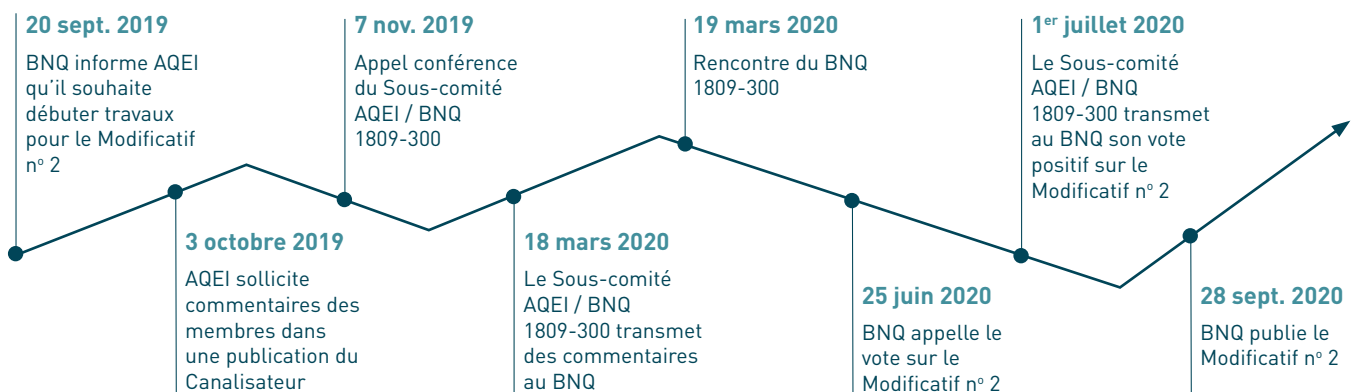 20 sept. 2019
BNQ informe AQEI
qu'il souhaite
débuter travaux
pour le Modificatif
nº 2
3 octobre 2019
AQEI sollicite
commentaires des
membres dans
une publication du
Canalisateur
7 nov. 2019
Appel conférence
du Sous-comité
AQEI / BNQ
1809-300
18 mars 2020
Le Sous-comité
AQEI / BNQ
1809-300 transmet
des commentaires
au BNQ
19 mars 2020
Rencontre du BNQ
1809-300
25 juin 2020
BNQ appelle le
vote sur le
Modificatif nº 2
1er juillet 2020
Le Sous-comité
AQEI / BNQ
1809-300 transmet
au BNQ son vote
positif sur le
Modificatif nº 2
28 sept. 2020
BNQ publie le
Modificatif nº 2